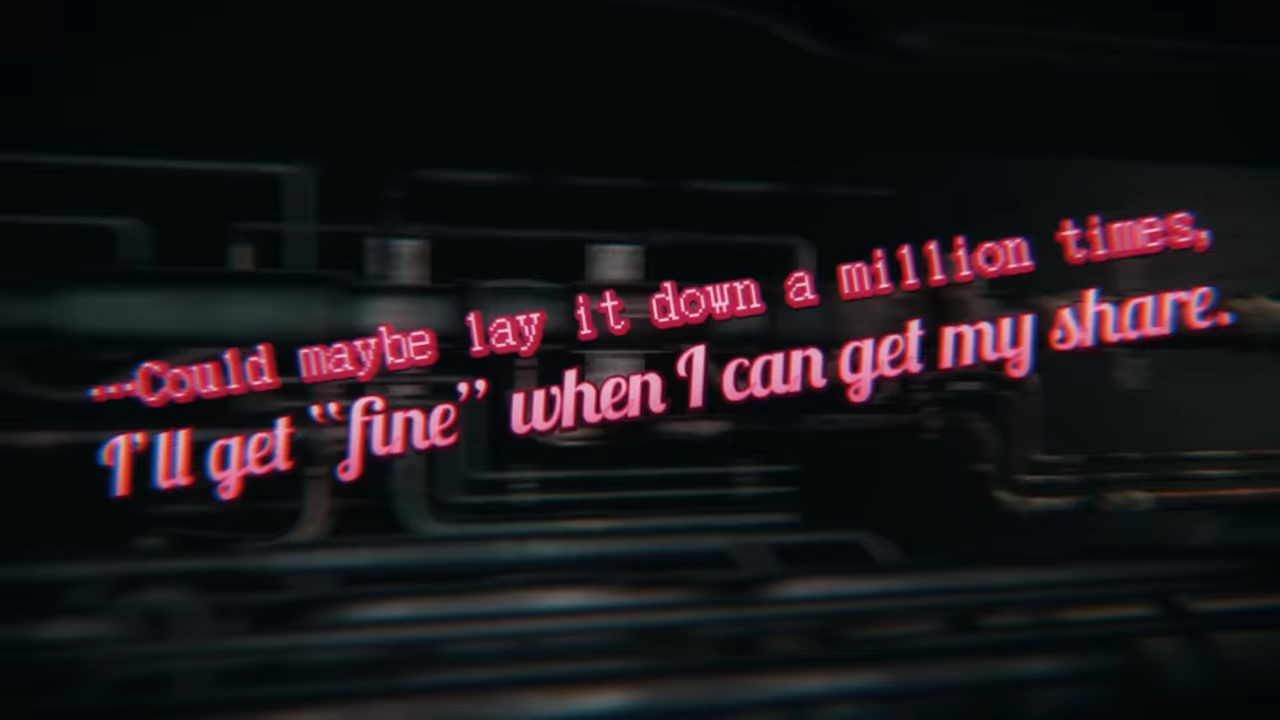 …Could maybe lay it down a million times,
I'll get “fine” when I can get my share.